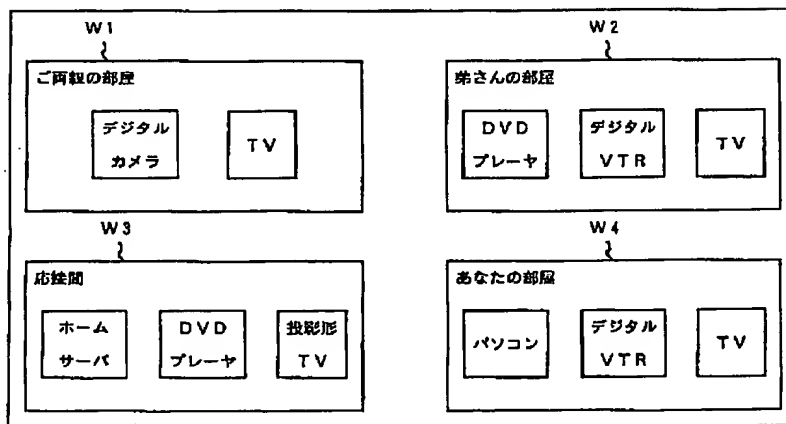 W1
W2
ご両親の部屋
弟さんの部屋
デジタル
カメラ
TV
DVD
プレーヤ
デジタル
VTR
TV
W3
W4
応接間
あなたの部屋
ホーム
サーバ
DVD
プレーヤ
投影形
TV
パソコン
デジタル
VTR
TV